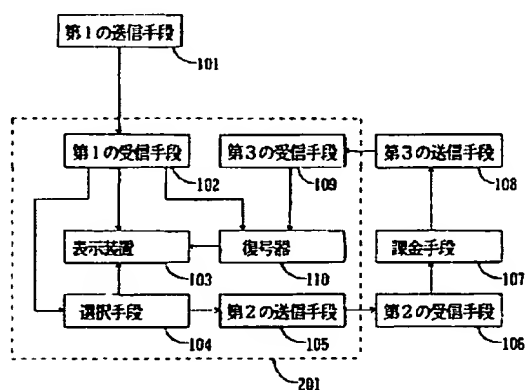 第1の送信手段
101
第1の受信手段
第3の受信手段
第3の送信手段
102
109
108
表示装置
復号器
課金手段
103
110
107
選択手段
第2の送信手段
第2の受信手段
104
105
106
201